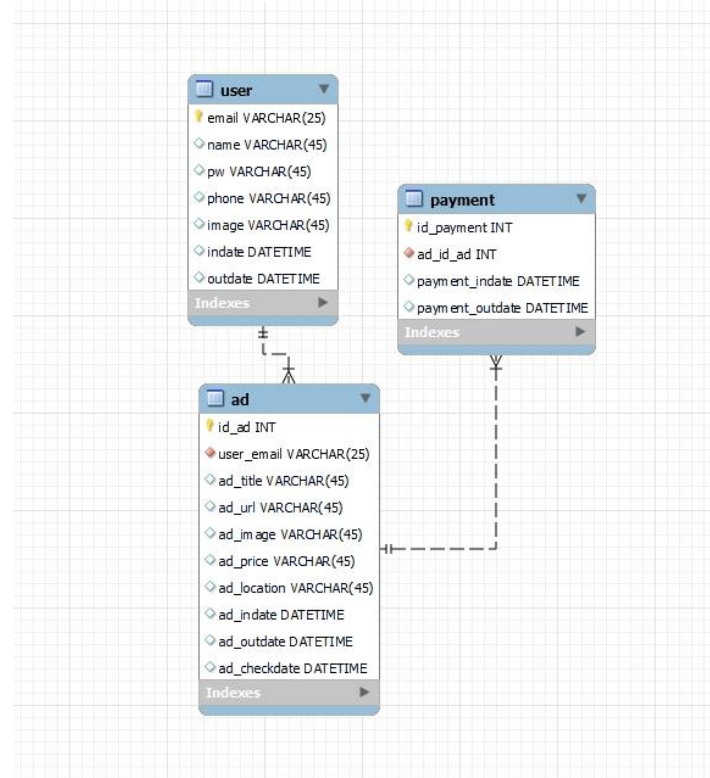 user
email VARCHAR(25)
name VARCHAR(45)
pw VARCHAR(45)
phone VARCHAR(45)
image VARCHAR(45)
indate DATETIME
outdate DATETIME
Indexes
payment
id_payment INT
ad_id_ad INT
payment_indate DATETIME
payment_outdate DATETIME
Indexes
ad
id_ad INT
user_email VARCHAR(25)
ad_title VARCHAR(45)
ad_url VARCHAR(45)
ad_image VARCHAR(45)
ad_price VARCHAR(45)
ad_location VARCHAR(45)
ad_indate DATETIME
ad_outdate DATETIME
ad_checkdate DATETIME
Indexes